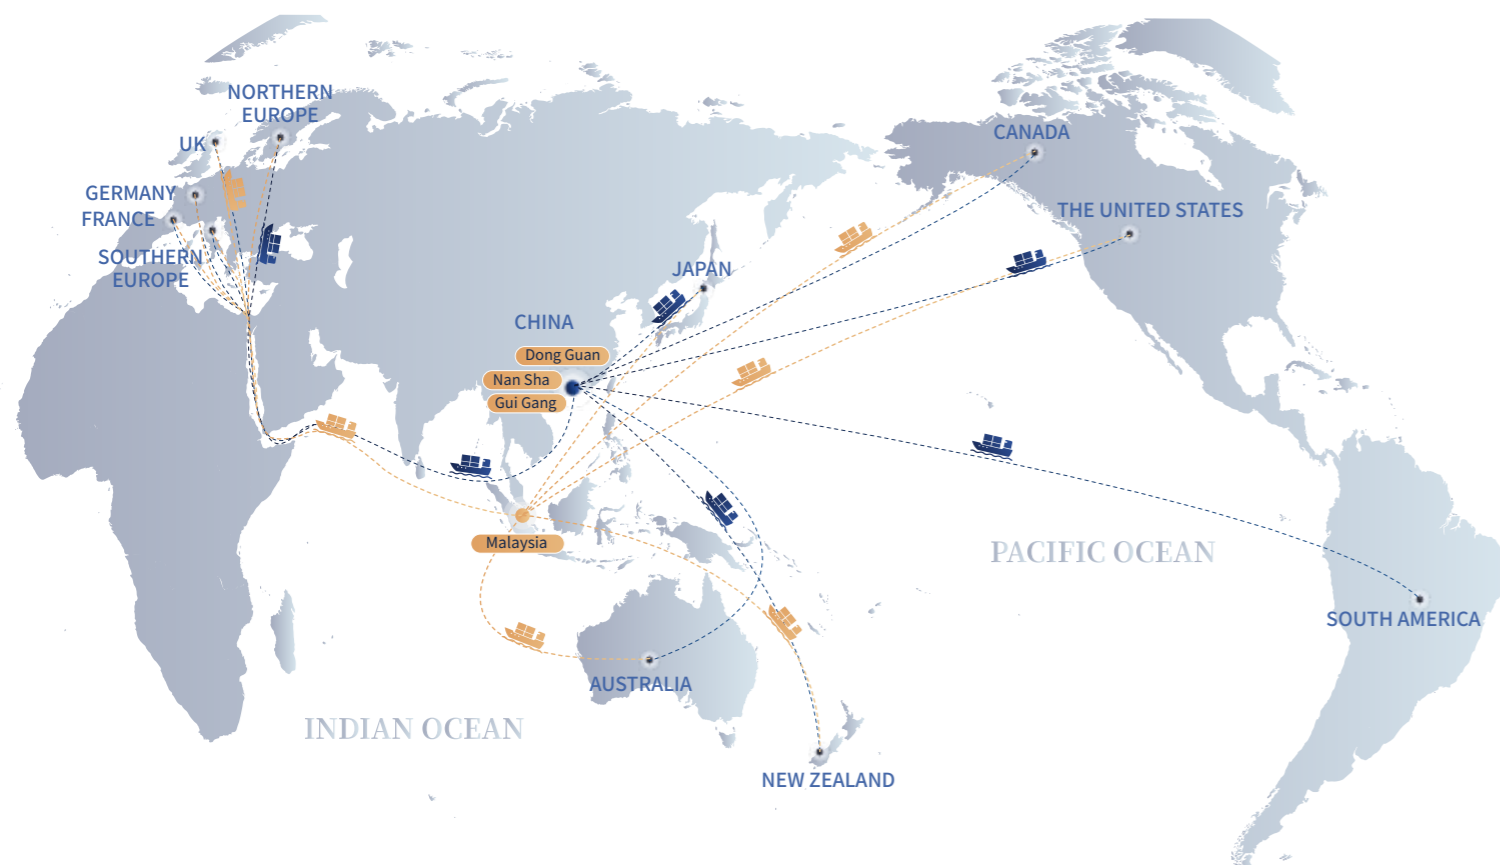 NORTHERN
EUROPE
UK
GERMANY
FRANCE
SOUTHERN
EUROPE
CANADA
THE UNITED STATES
JAPAN
CHINA
Dong Guan
Nan Sha
Gui Gang
Malaysia
PACIFIC OCEAN
SOUTH AMERICA
AUSTRALIA
INDIAN OCEAN
NEW ZEALAND